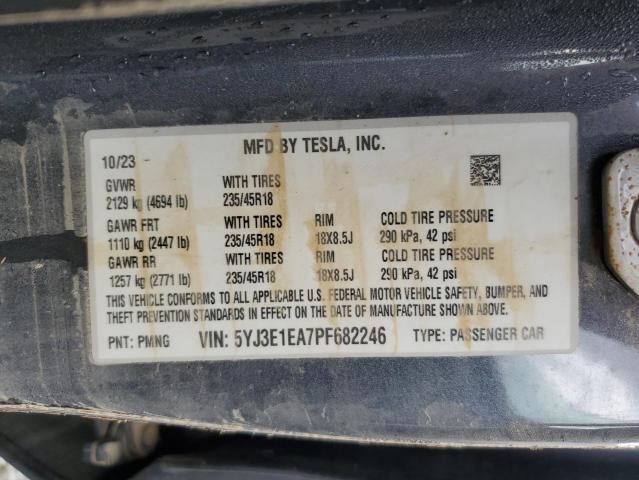 MFD BY TESLA, INC.
10/23
GVWR WITH TIRES
2129 kg (4694 lb) 235/45R18
GAWR FRT WITH TIRES RIM COLD TIRE PRESSURE
1110 kg (2447 lb) 235/45R18 18X8.5J 290 kPa, 42 psi
GAWR RR WITH TIRES RIM COLD TIRE PRESSURE
1257 kg (2771 lb) 235/45R18 18X8.5J 290 kPa, 42 psi
THIS VEHICLE CONFORMS TO ALL APPLICABLE U.S. FEDERAL MOTOR VEHICLE SAFETY, BUMPER, AND
THEFT PREVENTION STANDARDS IN EFFECT ON THE DATE OF MANUFACTURE SHOWN ABOVE.
PNT: PMNG VIN: 5YJ3E1EA7PF682246 TYPE: PASSENGER CAR